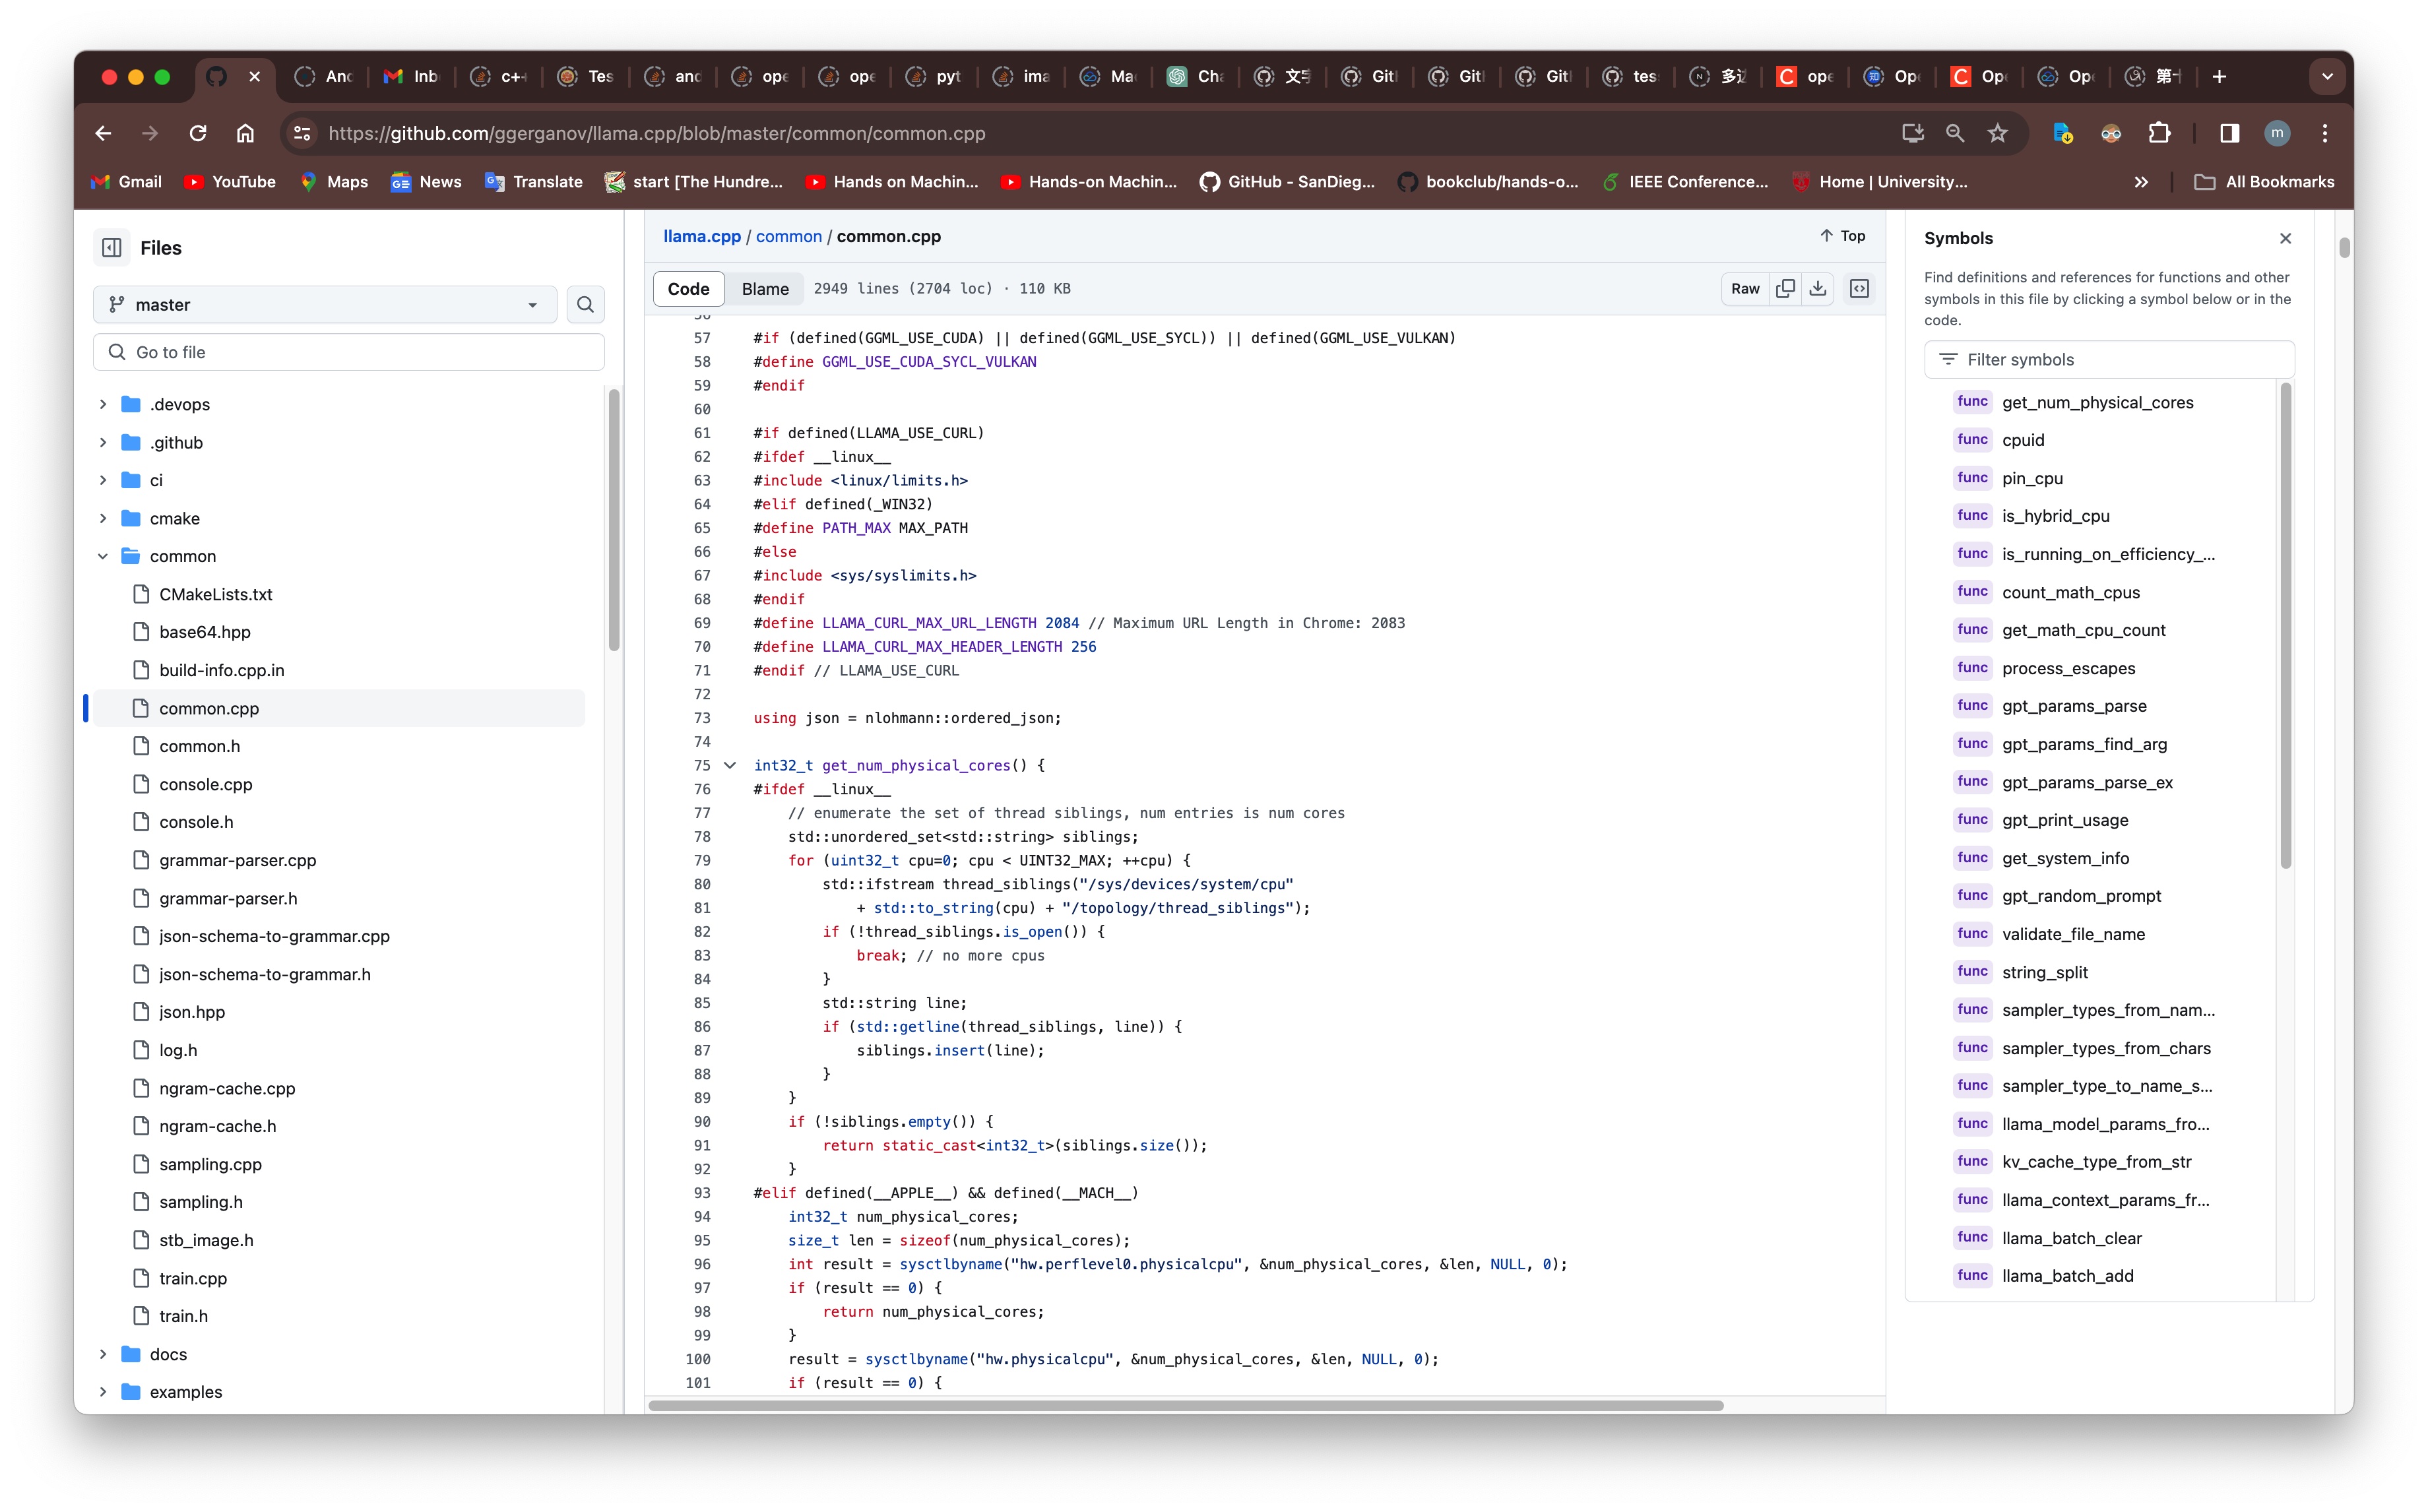 Anc
Inb
c++
Tes
and
ope
ope
pyt
ima
Ma
Cha
文字
Git
Git
Git
tes
多边
ope
Ope
Op
Ope
第十
https://github.com/ggerganov/llama.cpp/blob/master/common/common.cpp
m
Gmail
YouTube
Maps
News
Translate
start [The Hundre...
Hands on Machin...
Hands-on Machin...
GitHub - SanDieg...
bookclub/hands-o...
IEEE Conference...
Home | University...
All Bookmarks
Files
master
Go to file
.devops
.github
ci
cmake
common
CMakeLists.txt
base64.hpp
build-info.cpp.in
common.cpp
common.h
console.cpp
console.h
grammar-parser.cpp
grammar-parser.h
json-schema-to-grammar.cpp
json-schema-to-grammar.h
json.hpp
log.h
ngram-cache.cpp
ngram-cache.h
sampling.cpp
sampling.h
stb_image.h
train.cpp
train.h
docs
examples
llama.cpp / common / common.cpp
Top
Code Blame 2949 lines (2704 loc) · 110 KB
Raw
57 #if (defined(GGML_USE_CUDA) || defined(GGML_USE_SYCL)) || defined(GGML_USE_VULKAN)
58 #define GGML_USE_CUDA_SYCL_VULKAN
59 #endif
60
61 #if defined(LLAMA_USE_CURL)
62 #ifdef __linux__
63 #include <linux/limits.h>
64 #elif defined(_WIN32)
65 #define PATH_MAX MAX_PATH
66 #else
67 #include <sys/syslimits.h>
68 #endif
69 #define LLAMA_CURL_MAX_URL_LENGTH 2084 // Maximum URL Length in Chrome: 2083
70 #define LLAMA_CURL_MAX_HEADER_LENGTH 256
71 #endif // LLAMA_USE_CURL
72
73 using json = nlohmann::ordered_json;
74
75 int32_t get_num_physical_cores() {
76 #ifdef __linux__
77     // enumerate the set of thread siblings, num entries is num cores
78     std::unordered_set<std::string> siblings;
79     for (uint32_t cpu=0; cpu < UINT32_MAX; ++cpu) {
80         std::ifstream thread_siblings("/sys/devices/system/cpu"
81             + std::to_string(cpu) + "/topology/thread_siblings");
82         if (!thread_siblings.is_open()) {
83             break; // no more cpus
84         }
85         std::string line;
86         if (std::getline(thread_siblings, line)) {
87             siblings.insert(line);
88         }
89     }
90     if (!siblings.empty()) {
91         return static_cast<int32_t>(siblings.size());
92     }
93 #elif defined(__APPLE__) && defined(__MACH__)
94     int32_t num_physical_cores;
95     size_t len = sizeof(num_physical_cores);
96     int result = sysctlbyname("hw.perflevel0.physicalcpu", &num_physical_cores, &len, NULL, 0);
97     if (result == 0) {
98         return num_physical_cores;
99     }
100     result = sysctlbyname("hw.physicalcpu", &num_physical_cores, &len, NULL, 0);
101     if (result == 0) {
Symbols
Find definitions and references for functions and other
symbols in this file by clicking a symbol below or in the
code.
Filter symbols
func get_num_physical_cores
func cpuid
func pin_cpu
func is_hybrid_cpu
func is_running_on_efficiency_...
func count_math_cpus
func get_math_cpu_count
func process_escapes
func gpt_params_parse
func gpt_params_find_arg
func gpt_params_parse_ex
func gpt_print_usage
func get_system_info
func gpt_random_prompt
func validate_file_name
func string_split
func sampler_types_from_nam...
func sampler_types_from_chars
func sampler_type_to_name_s...
func llama_model_params_fro...
func kv_cache_type_from_str
func llama_context_params_fr...
func llama_batch_clear
func llama_batch_add